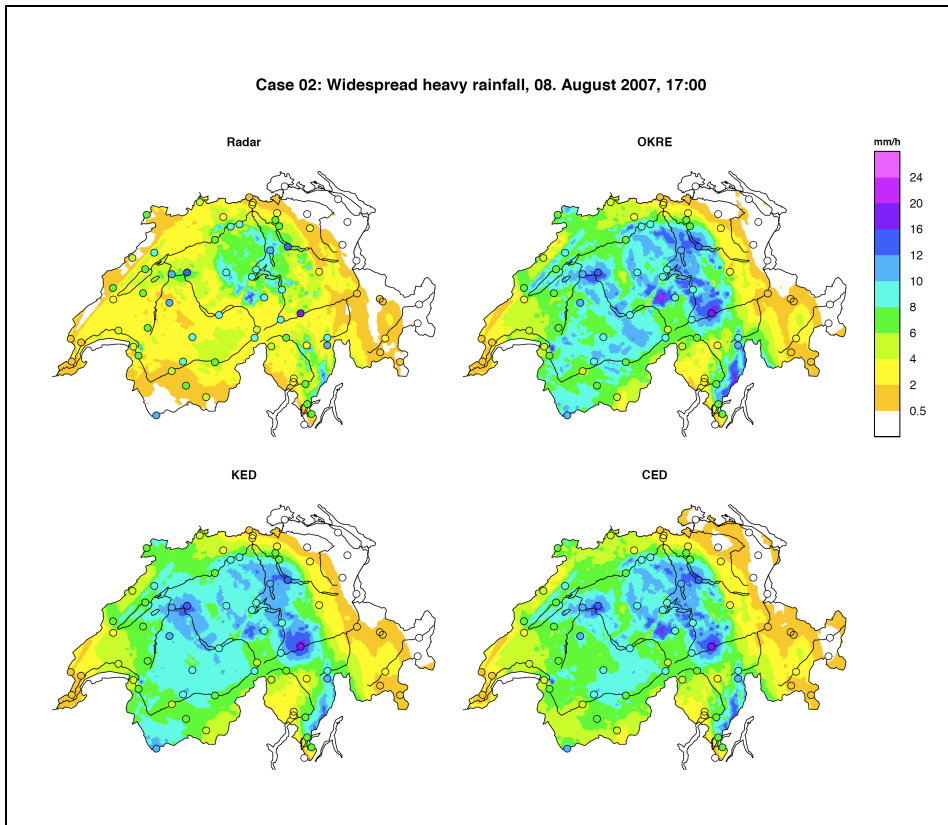 Case 02: Widespread heavy rainfall, 08. August 2007, 17:00
Radar
OKRE
mm/h
24
20
16
12
10
8
6
4
2
0.5
KED
CED